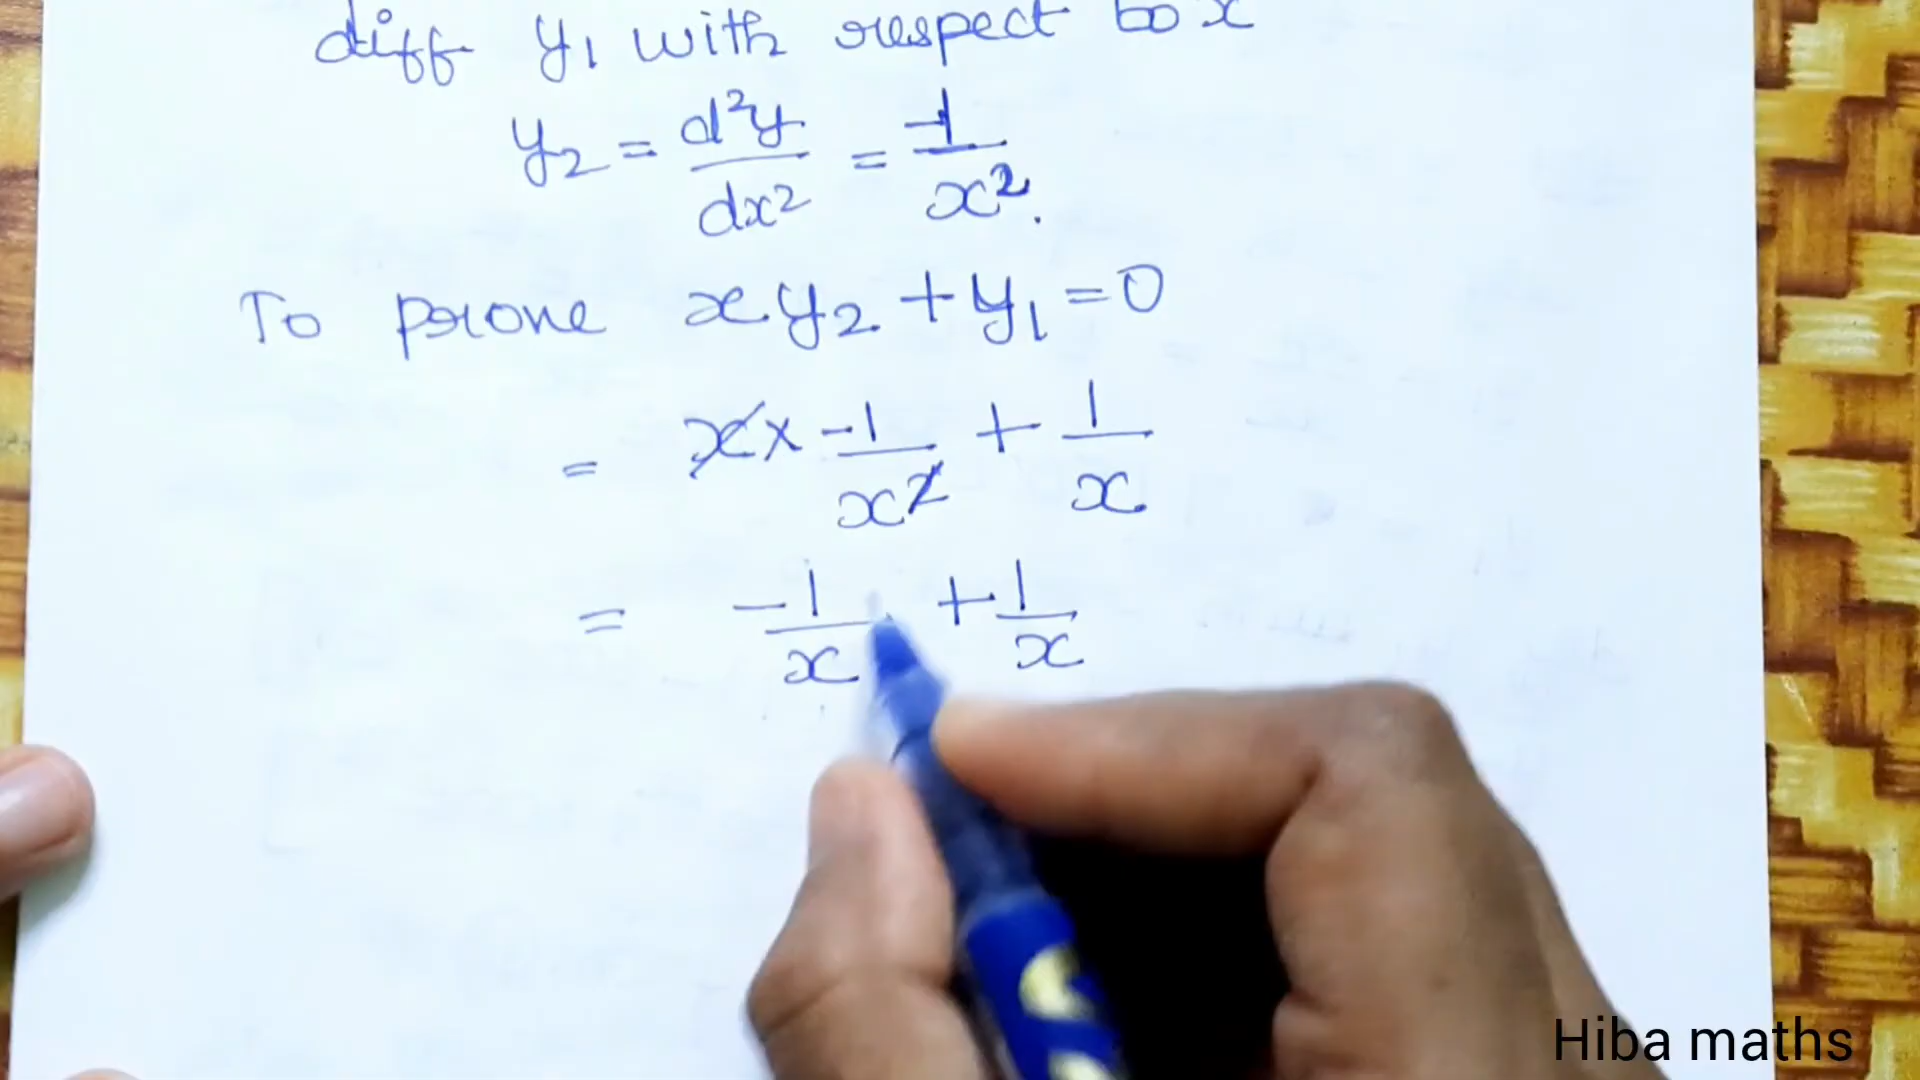 diff y₁ with respect to x
y₂ = d²y/dx² = -1/x².
To prove xy₂ + y₁ = 0
= x × -1/x² + 1/x
= -1/x + 1/x
Hiba maths